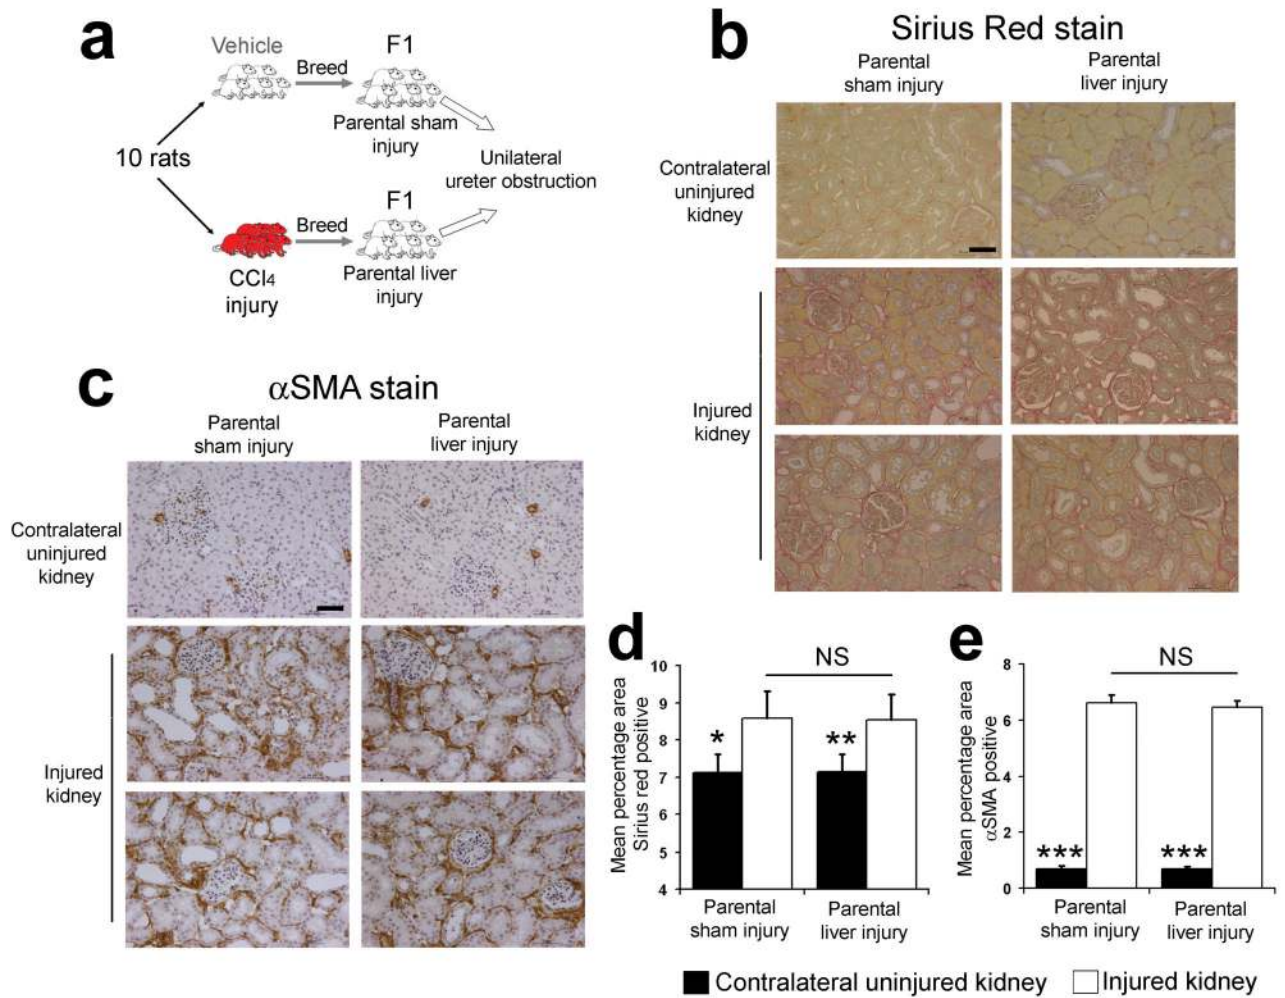 a
Vehicle
F1
Breed
Parental sham
injury
10 rats
Unilateral
ureter obstruction
F1
Breed
CCl4
injury
Parental liver
injury
b
Sirius Red stain
Parental
sham injury
Parental
liver injury
Contralateral
uninjured
kidney
Injured
kidney
c
αSMA stain
Parental
sham injury
Parental
liver injury
Contralateral
uninjured
kidney
Injured
kidney
d
Mean percentage area
Sirius red positive
10
9
8
7
6
5
4
NS
*
**
Parental
sham injury
Parental
liver injury
e
Mean percentage area
αSMA positive
8
6
4
2
0
NS
***
***
Parental
sham injury
Parental
liver injury
Contralateral uninjured kidney
Injured kidney